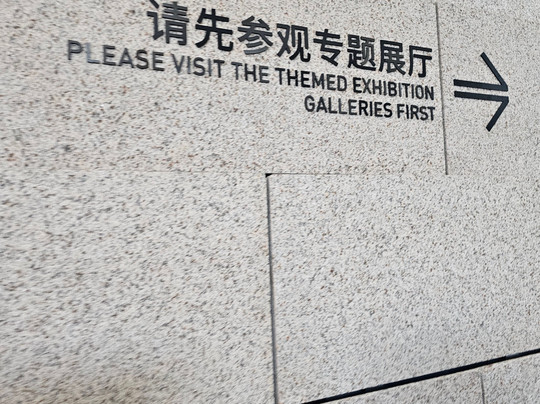 请先参观专题展厅
PLEASE VISIT THE THEMED EXHIBITION
GALLERIES FIRST